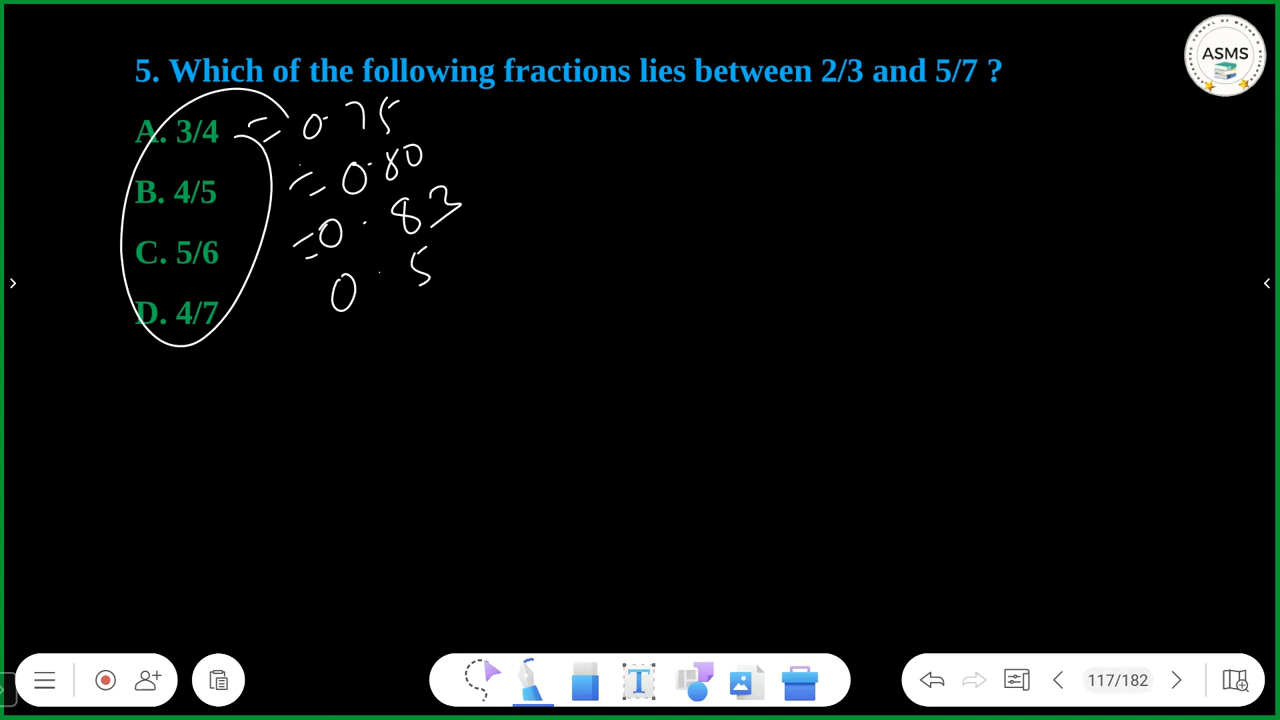 5. Which of the following fractions lies between 2/3 and 5/7 ?
A. 3/4 = 0.75
B. 4/5 = 0.80
C. 5/6 = 0.83
D. 4/7 0.5
ASMS
T
117/182